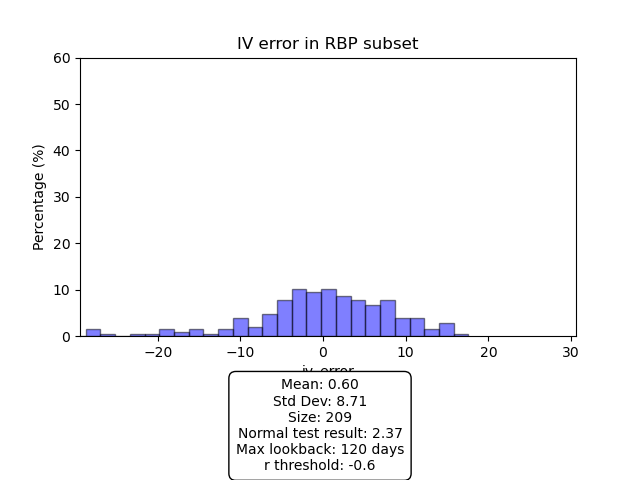 IV error in RBP subset
60
50
40
30
20
10
0
Percentage (%)
−20
−10
0
10
20
30
iv_error
Mean: 0.60
Std Dev: 8.71
Size: 209
Normal test result: 2.37
Max lookback: 120 days
r threshold: -0.6